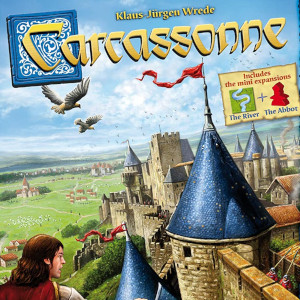 Klaus-Jürgen Wrede
Carcassonne
Includes
the mini expansions
The River
+
The Abbot